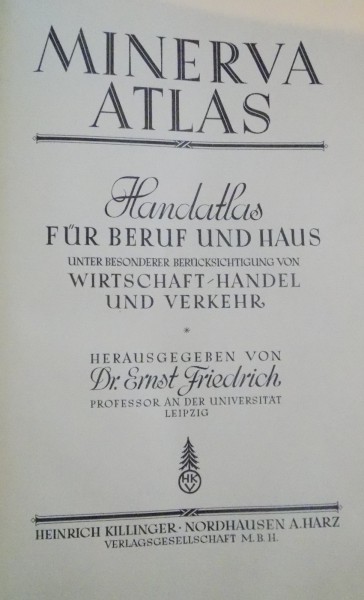 MINERVA
ATLAS
Handatlas
FÜR BERUF UND HAUS
UNTER BESONDERER BERÜCKSICHTIGUNG VON
WIRTSCHAFT-HANDEL
UND VERKEHR
*
HERAUSGEGEBEN VON
Dr. Ernst Friedrich
PROFESSOR AN DER UNIVERSITÄT
LEIPZIG
HK
V
HEINRICH KILLINGER · NORDHAUSEN A. HARZ
VERLAGSGESELLSCHAFT M. B. H.